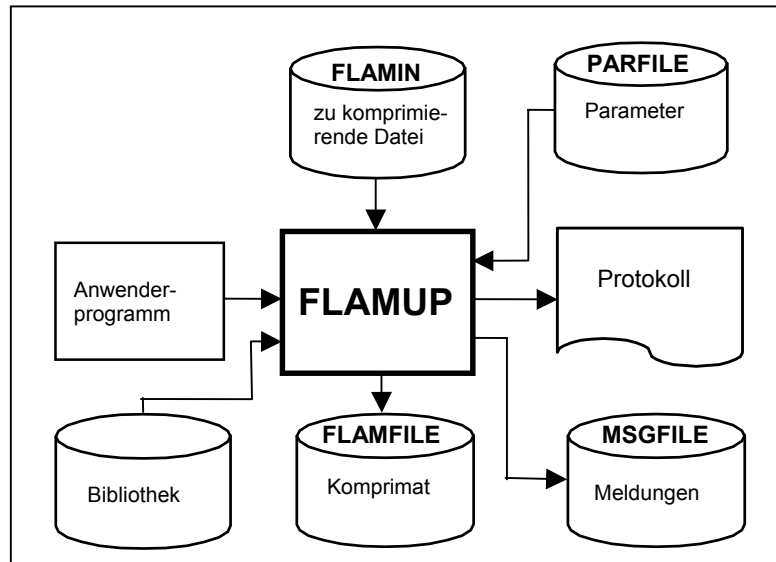 FLAMIN
zu komprimie-
rende Datei
PARFILE
Parameter
Anwender-
programm
FLAMUP
Protokoll
Bibliothek
FLAMFILE
Komprimat
MSGFILE
Meldungen